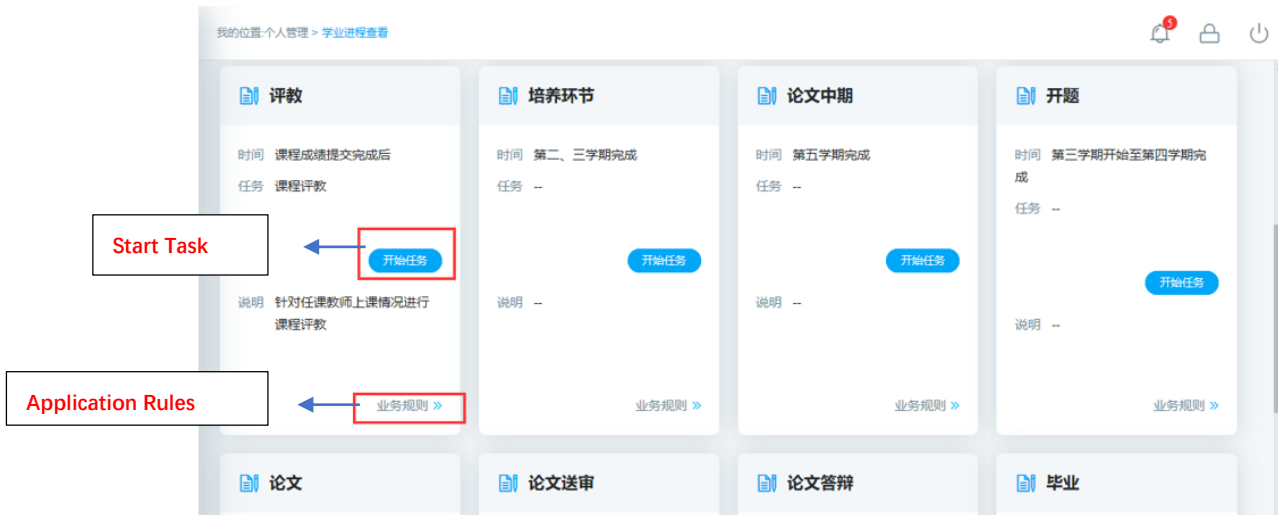 我的位置:个人管理 > 学业进程查看
5
评教
时间 课程成绩提交完成后
任务 课程评教
开始任务
说明 针对任课教师上课情况进行
课程评教
业务规则 »
培养环节
时间 第二、三学期完成
任务 --
开始任务
说明 --
业务规则 »
论文中期
时间 第五学期完成
任务 --
开始任务
说明 --
业务规则 »
开题
时间 第三学期开始至第四学期完
成
任务 --
开始任务
说明 --
业务规则 »
Start Task
Application Rules
论文
论文送审
论文答辩
毕业